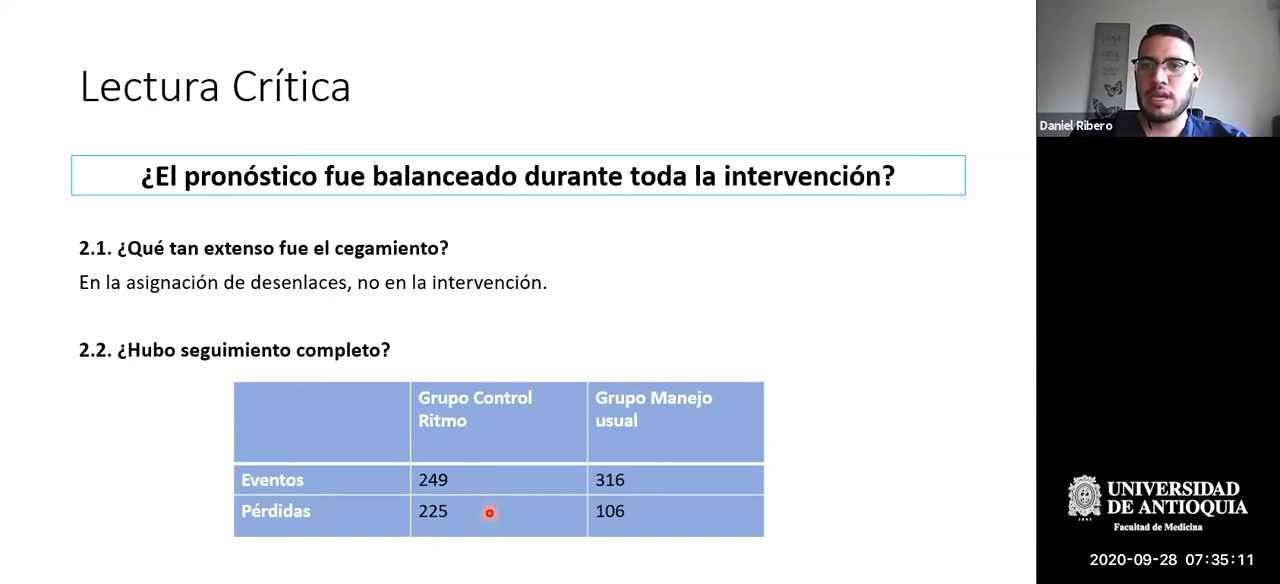 Lectura Crítica
¿El pronóstico fue balanceado durante toda la intervención?
2.1. ¿Qué tan extenso fue el cegamiento?
En la asignación de desenlaces, no en la intervención.
2.2. ¿Hubo seguimiento completo?
Grupo Control
Ritmo
Grupo Manejo
usual
Eventos 249 316
Pérdidas 225 106
Daniel Ribero
UNIVERSIDAD
DE ANTIOQUIA
Facultad de Medicina
2020-09-28 07:35:11